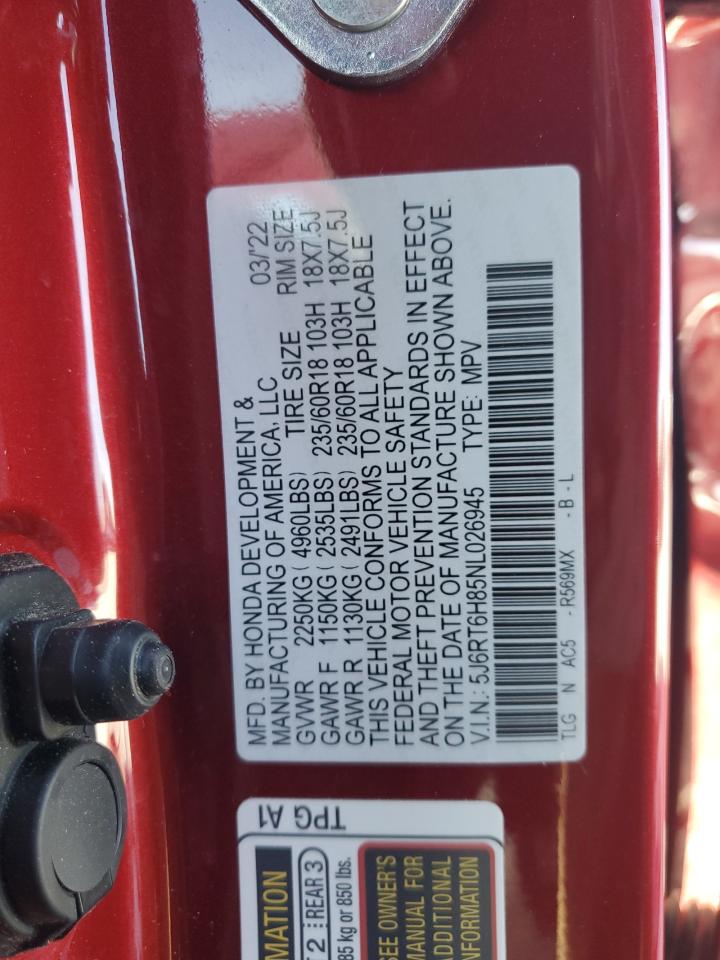 MFD. BY HONDA DEVELOPMENT &
MANUFACTURING OF AMERICA, LLC 03/'22
GVWR 2250KG ( 4960LBS) TIRE SIZE RIM SIZE
GAWR F 1150KG ( 2535LBS) 235/60R18 103H 18X7.5J
GAWR R 1130KG ( 2491LBS) 235/60R18 103H 18X7.5J
THIS VEHICLE CONFORMS TO ALL APPLICABLE
FEDERAL MOTOR VEHICLE SAFETY
AND THEFT PREVENTION STANDARDS IN EFFECT
ON THE DATE OF MANUFACTURE SHOWN ABOVE.
V.I.N.: 5J6RT6H85NL026945 TYPE: MPV
TLG N AC5 - R569MX - B - L
TPG A1
REAR 3
85 kg or 850 lbs.
SEE OWNER'S
MANUAL FOR
ADDITIONAL
INFORMATION